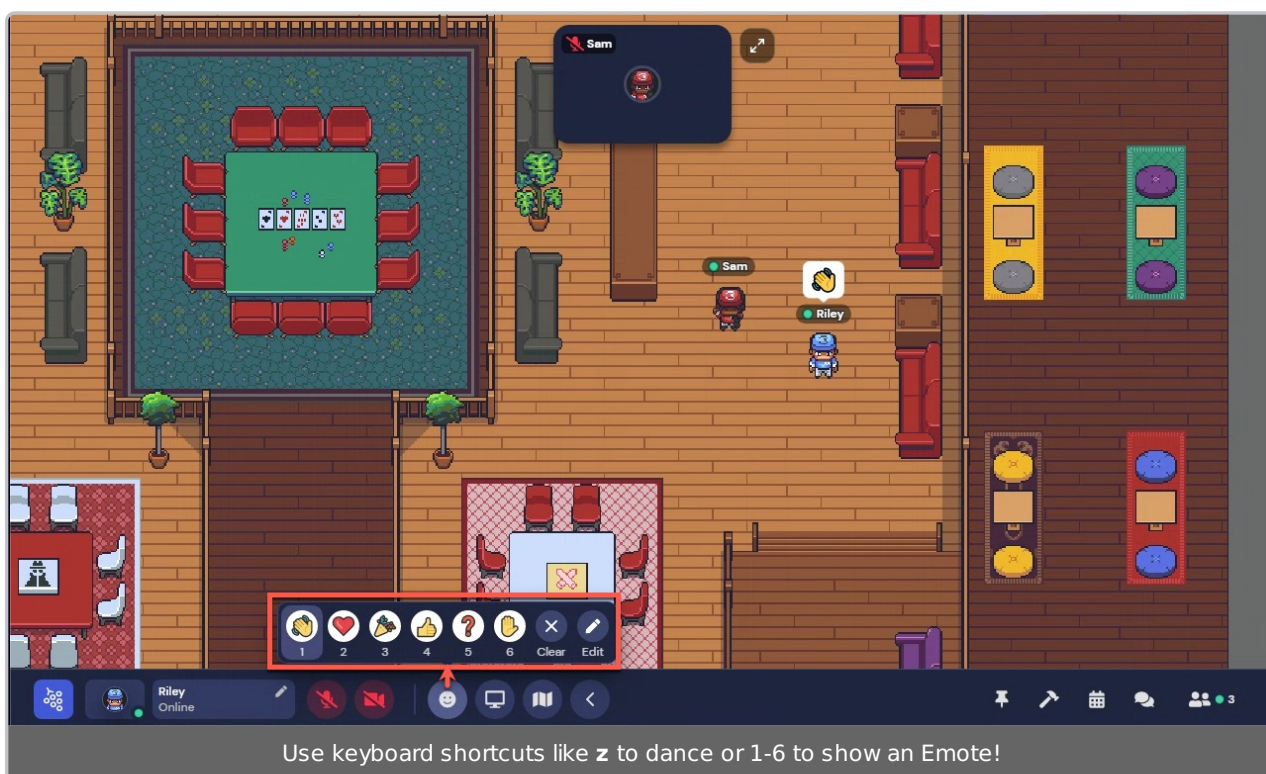 Sam
Sam
Riley
1 2 3 4 5 6 Clear Edit
Riley
Online
3
Use keyboard shortcuts like z to dance or 1-6 to show an Emote!